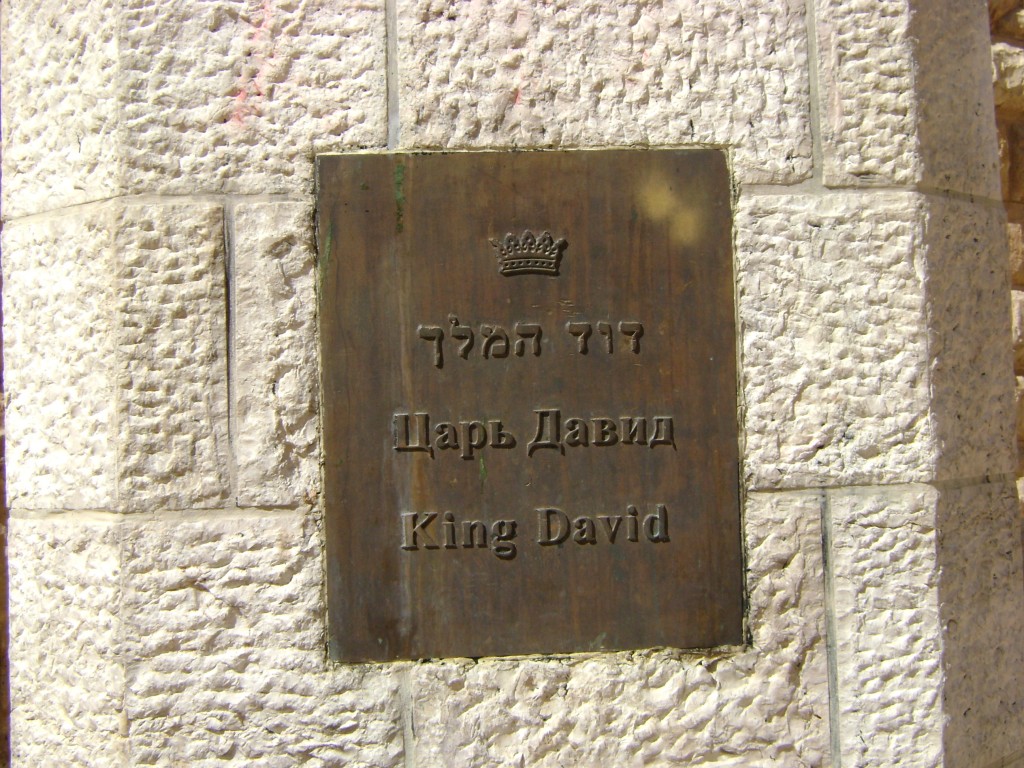 דוד המלך
Царь Давид
King David